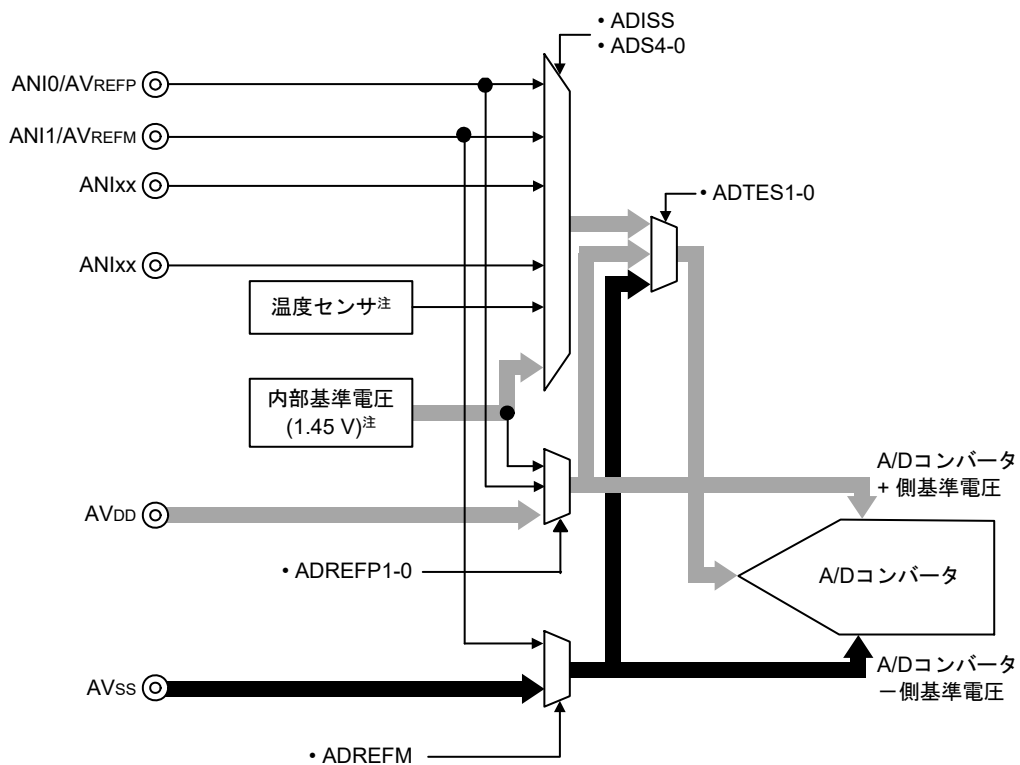 • ADISS
• ADS4-0
ANI0/AVREFP
ANI1/AVREFM
ANIxx
• ADTES1-0
ANIxx
温度センサ注
内部基準電圧
(1.45 V)注
A/Dコンバータ
+ 側基準電圧
AVDD
• ADREFP1-0
A/Dコンバータ
A/Dコンバータ
－側基準電圧
AVSS
• ADREFM